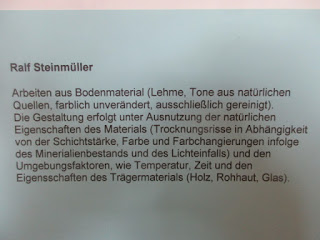 Ralf Steinmüller
Arbeiten aus Bodenmaterial (Lehme, Tone aus natürlichen
Quellen, farblich unverändert, ausschließlich gereinigt).
Die Gestaltung erfolgt unter Ausnutzung der natürlichen
Eigenschaften des Materials (Trocknungsrisse in Abhängigkeit
von der Schichtstärke, Farbe und Farbchangierungen infolge
des Minerialienbestands und des Lichteinfalls) und den
Umgebungsfaktoren, wie Temperatur, Zeit und den
Eigensschaften des Trägermaterials (Holz, Rohhaut, Glas).